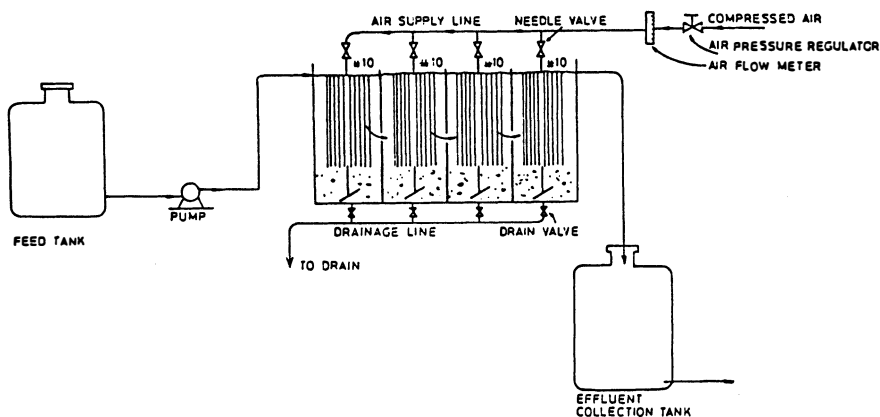 AIR SUPPLY LINE
NEEDLE VALVE
COMPRESSED AIR
AIR PRESSURE REGULATOR
AIR FLOW METER
#10 #10 #10 #10
PUMP
FEED TANK
DRAINAGE LINE
DRAIN VALVE
TO DRAIN
EFFLUENT
COLLECTION TANK